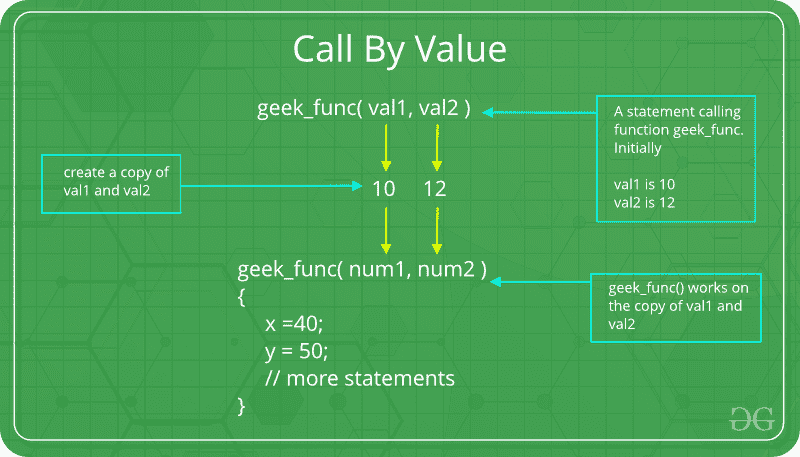 Call By Value
geek_func( val1, val2 )
A statement calling
function geek_func.
Initially
val1 is 10
val2 is 12
create a copy of
val1 and val2
10 12
geek_func( num1, num2 )
{
x =40;
y = 50;
// more statements
}
geek_func() works on
the copy of val1 and
val2